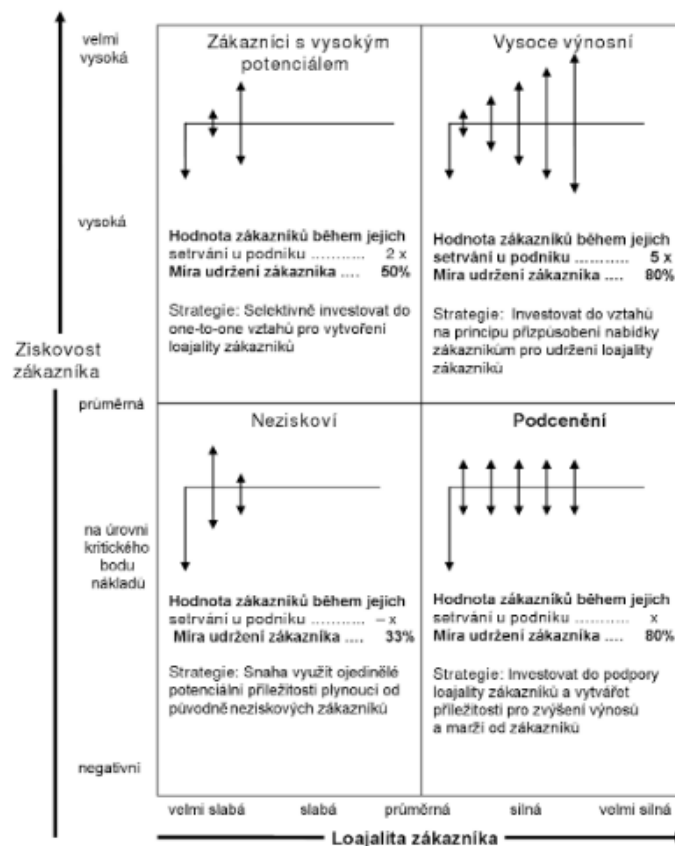 velmi
vysoká
vysoká
Ziskovost
zákazníka
průměrná
na úrovni
kritického
bodu
nákladů
negativní
Zákazníci s vysokým
potenciálem
Hodnota zákazníků během jejich
setrvání u podniku ........... 2 x
Míra udržení zákazníka .... 50%
Strategie: Selektivně investovat do
one-to-one vztahů pro vytvoření
loajality zákazníků
Vysoce výnosní
Hodnota zákazníků během jejich
setrvání u podniku ........... 5 x
Míra udržení zákazníka .... 80%
Strategie: Investovat do vztahů
na principu přizpůsobení nabídky
zákazníkům pro udržení loajality
zákazníků
Neziskoví
Hodnota zákazníků během jejich
setrvání u podniku ........... – x
Míra udržení zákazníka .... 33%
Strategie: Snaha využít ojedinělé
potenciální příležitosti plynoucí od
původně neziskových zákazníků
Podcenění
Hodnota zákazníků během jejich
setrvání u podniku ........... x
Míra udržení zákazníka .... 80%
Strategie: Investovat do podpory
loajality zákazníků a vytvářet
příležitosti pro zvýšení výnosů
a marží od zákazníků
velmi slabá slabá průměrná silná velmi silná
Loajalita zákazníka